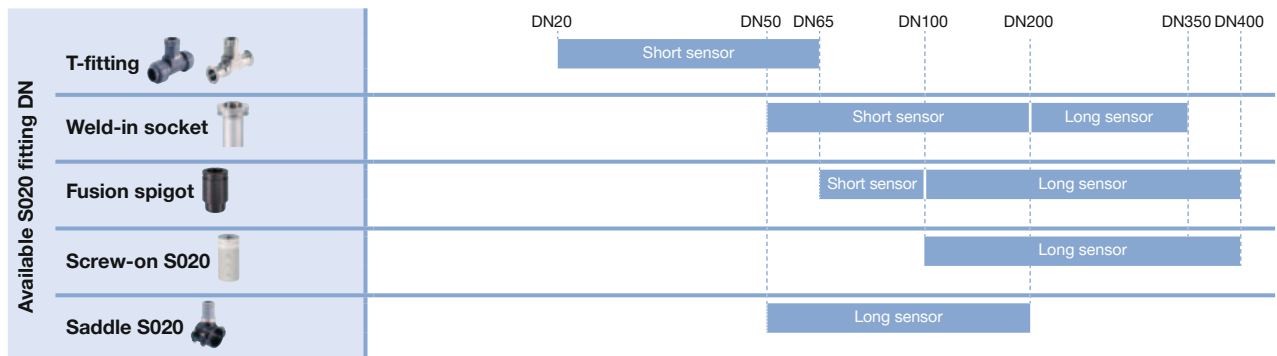 DN20 DN50 DN65 DN100 DN200 DN350 DN400
Available S020 fitting DN
T-fitting Short sensor
Weld-in socket Short sensor Long sensor
Fusion spigot Short sensor Long sensor
Screw-on S020 Long sensor
Saddle S020 Long sensor